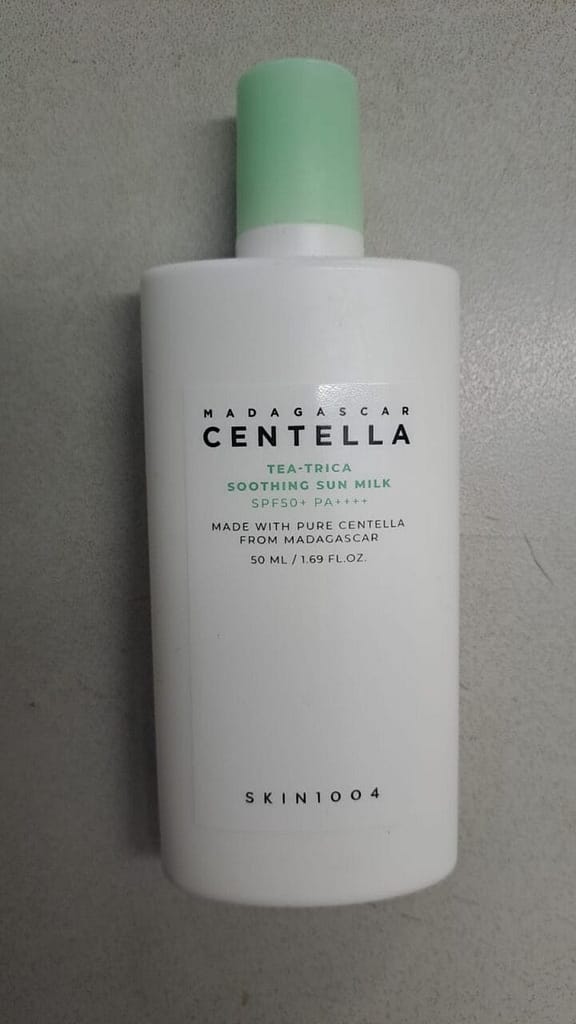 MADAGASCAR
CENTELLA
TEA-TRICA
SOOTHING SUN MILK
SPF50+ PA++++
MADE WITH PURE CENTELLA
FROM MADAGASCAR
50 ML / 1.69 FL.OZ.
SKIN1004